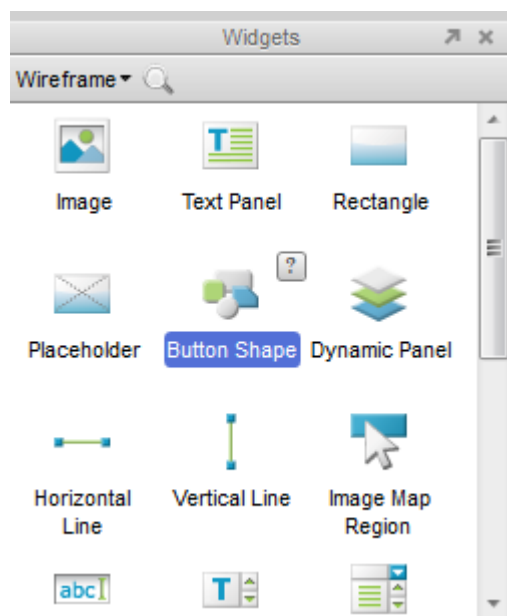 Widgets
Wireframe
Image
Text Panel
Rectangle
T
?
Placeholder
Button Shape
Dynamic Panel
Horizontal
Line
Vertical Line
Image Map
Region
abc
T